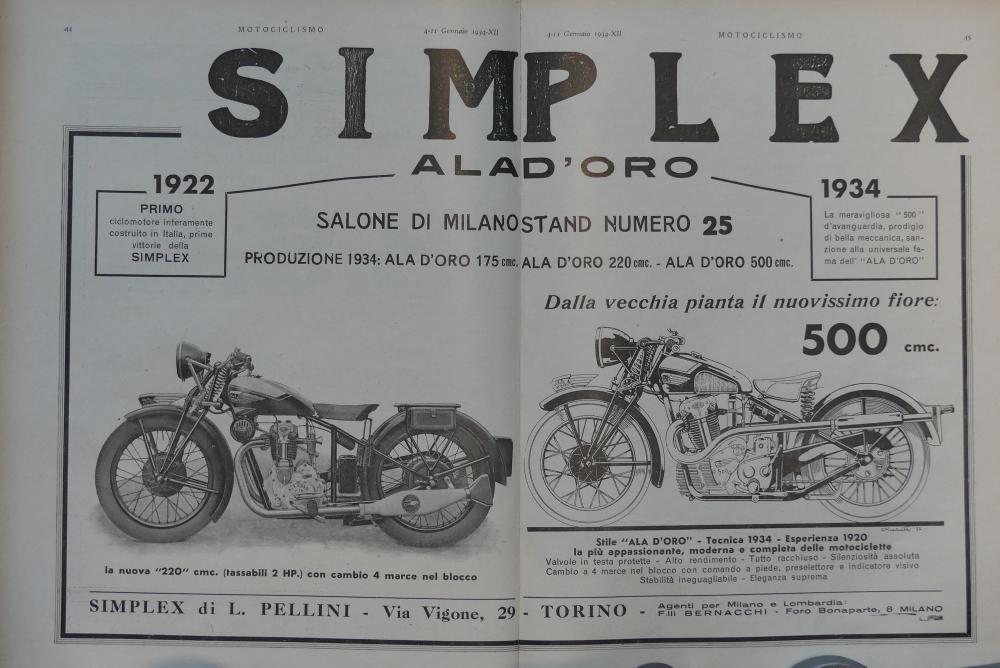 44
MOTOCICLISMO
4-11 Gennaio 1934-XII
4-11 Gennaio 1934-XII
MOTOCICLISMO
45
SIMPLEX
ALA D'ORO
1922
PRIMO
ciclomotore interamente
costruito in Italia, prime
vittorie della
SIMPLEX
1934
La meravigliosa "500"
d'avanguardia, prodigio
di bella meccanica, san-
zione alla universale fa-
ma dell' "ALA D'ORO"
SALONE DI MILANO STAND NUMERO 25
PRODUZIONE 1934: ALA D'ORO 175 cmc. ALA D'ORO 220 cmc. - ALA D'ORO 500 cmc.
Dalla vecchia pianta il nuovissimo fiore:
500 cmc.
la nuova "220" cmc. (tassabili 2 HP.) con cambio 4 marce nel blocco
Stile "ALA D'ORO" - Tecnica 1934 - Esperienza 1920
la più appassionante, moderna e completa delle motociclette
Valvole in testa protette - Alto rendimento - Tutto racchiuso - Silenziosità assoluta
Cambio a 4 marce nel blocco con comando a piede, preselettore e indicatore visivo
Stabilità ineguagliabile - Eleganza suprema
SIMPLEX di L. PELLINI - Via Vigone, 29 - TORINO -
Agenti per Milano e Lombardia:
F.lli BERNACCHI - Foro Bonaparte, 8 MILANO